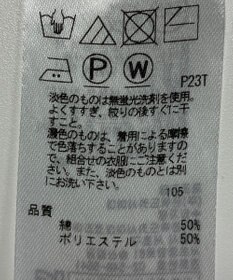 P
W
P23T
淡色のものは無蛍光洗剤を使用。
よくすすぎ、絞りの後すぐに干
すこと。
濃色のものは、着用による摩擦
で色落ちすることがありますの
で、組合せの衣服にご注意くだ
さい。また、淡色のものとは別
にお洗い下さい。
105
品質
綿 50%
ポリエステル 50%